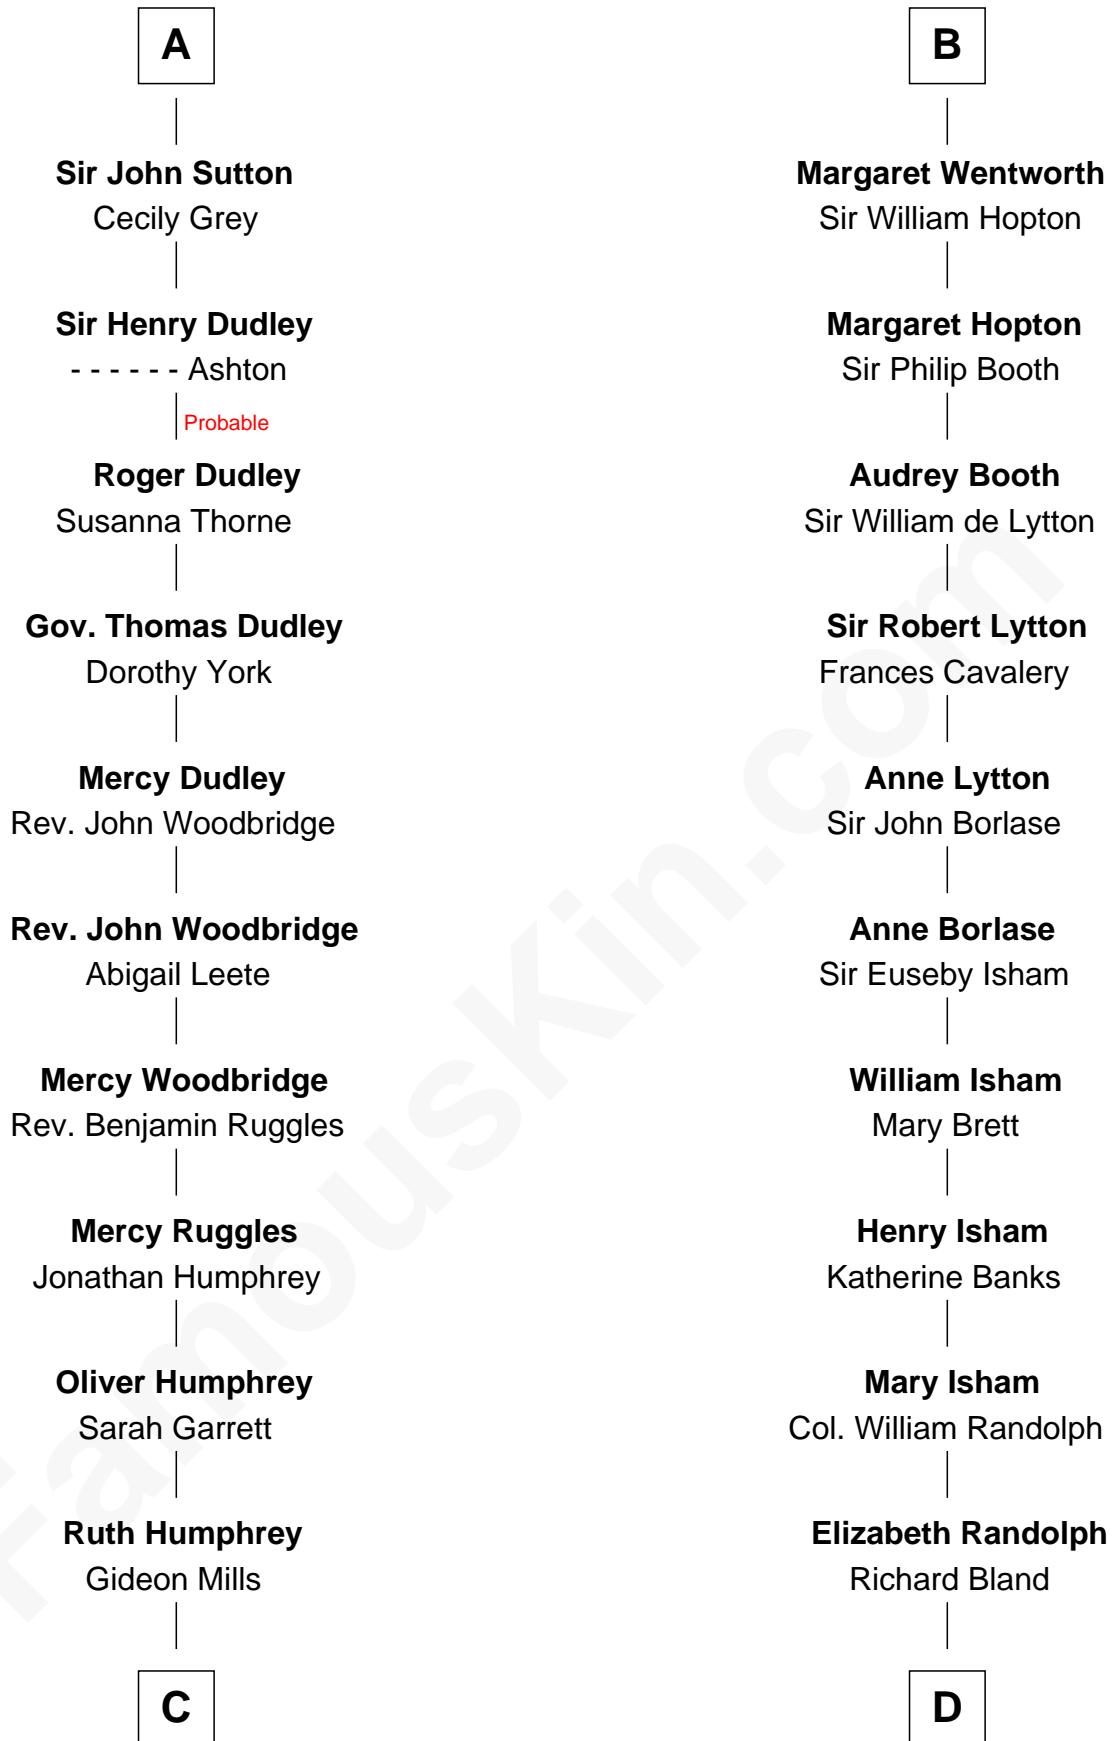 A
Sir John Sutton
Cecily Grey
Sir Henry Dudley
- - - - - - Ashton
Probable
Roger Dudley
Susanna Thorne
Gov. Thomas Dudley
Dorothy York
Mercy Dudley
Rev. John Woodbridge
Rev. John Woodbridge
Abigail Leete
Mercy Woodbridge
Rev. Benjamin Ruggles
Mercy Ruggles
Jonathan Humphrey
Oliver Humphrey
Sarah Garrett
Ruth Humphrey
Gideon Mills
C
B
Margaret Wentworth
Sir William Hopton
Margaret Hopton
Sir Philip Booth
Audrey Booth
Sir William de Lytton
Sir Robert Lytton
Frances Cavalery
Anne Lytton
Sir John Borlase
Anne Borlase
Sir Euseby Isham
William Isham
Mary Brett
Henry Isham
Katherine Banks
Mary Isham
Col. William Randolph
Elizabeth Randolph
Richard Bland
D
FamousKin.com